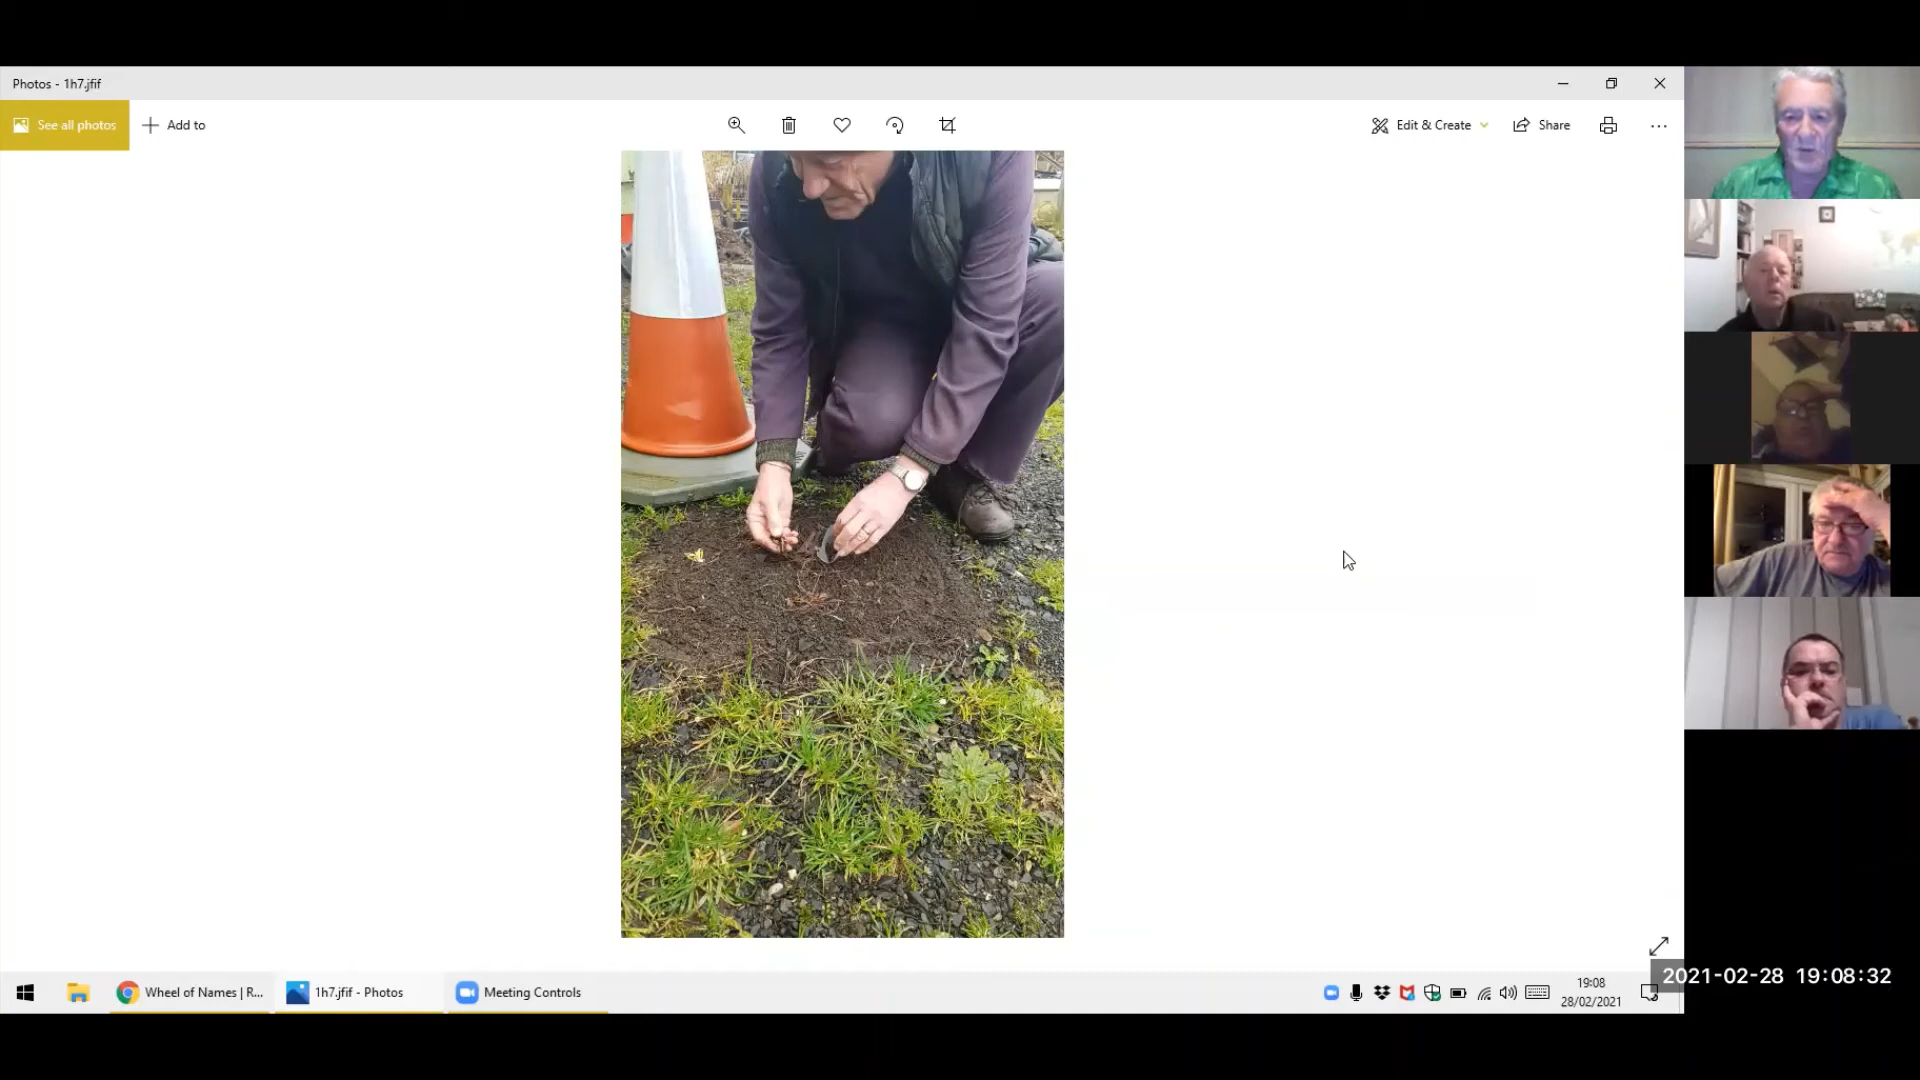 Photos - 1h7.jfif
See all photos
Add to
Edit & Create
Share
2021-02-28 19:08:32
Wheel of Names | R...
1h7.jfif - Photos
Meeting Controls
19:08
28/02/2021